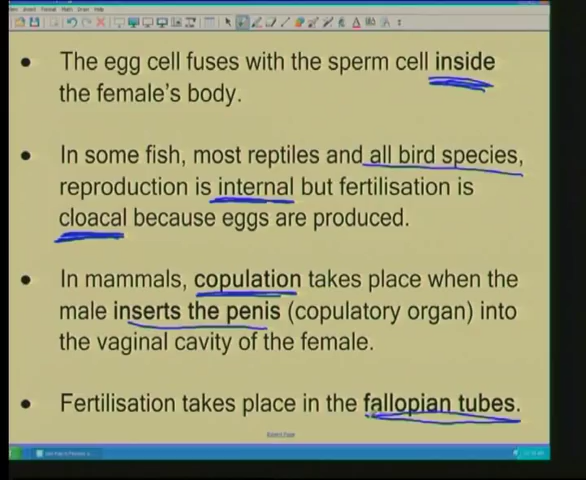 The egg cell fuses with the sperm cell inside
the female's body.
In some fish, most reptiles and all bird species,
reproduction is internal but fertilisation is
cloacal because eggs are produced.
In mammals, copulation takes place when the
male inserts the penis (copulatory organ) into
the vaginal cavity of the female.
Fertilisation takes place in the fallopian tubes.